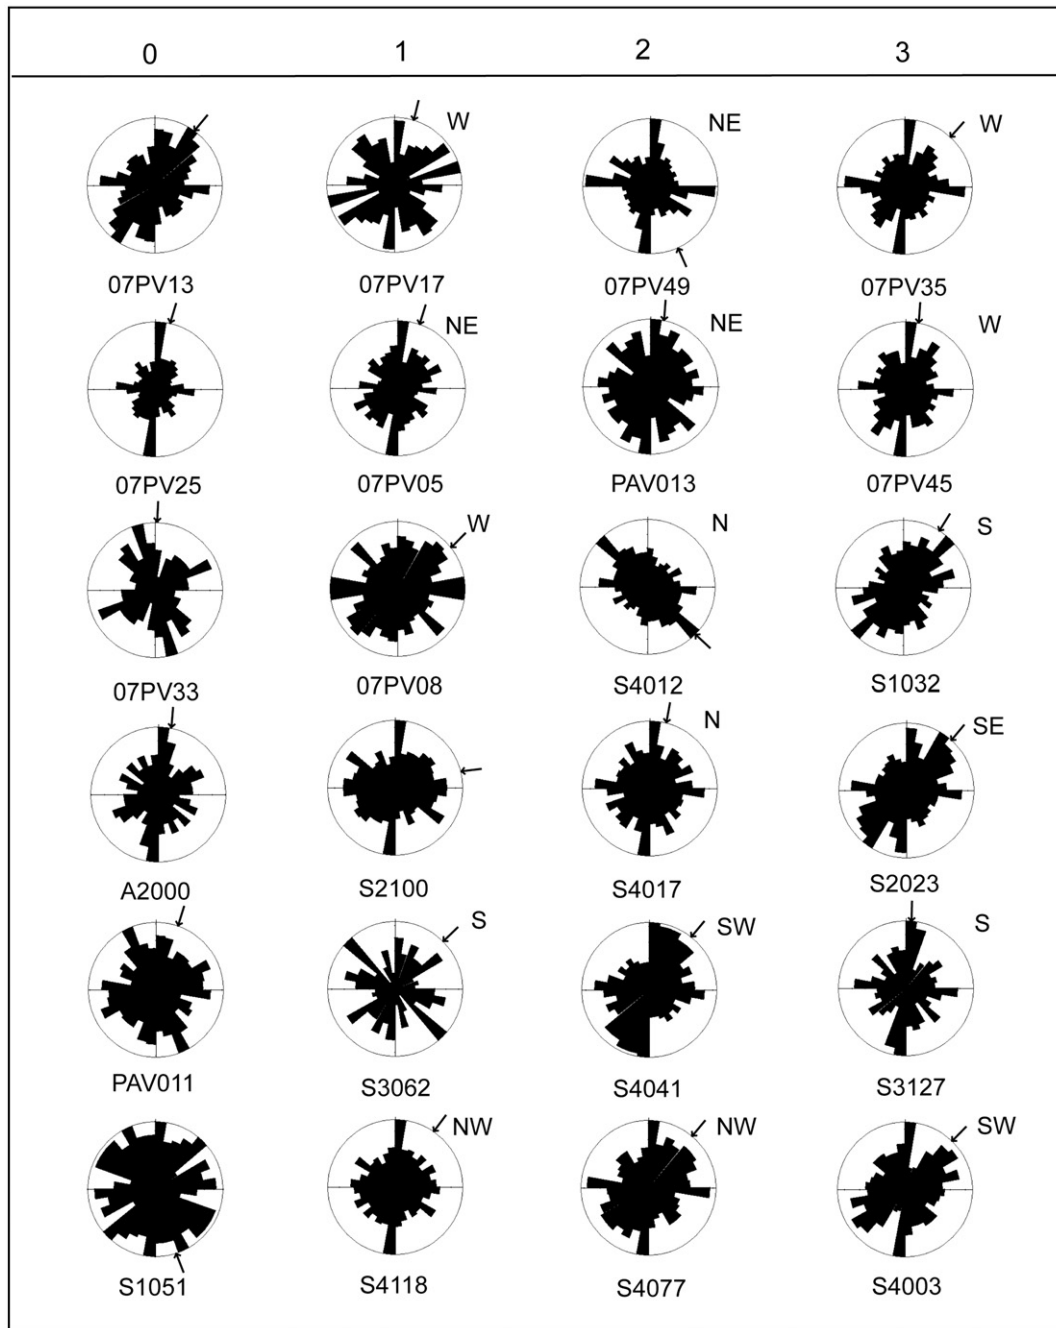 0 1 2 3
W NE W
07PV13 07PV17 07PV49 07PV35
NE NE W
07PV25 07PV05 PAV013 07PV45
W N S
07PV33 07PV08 S4012 S1032
N SE
A2000 S2100 S4017 S2023
S SW S
PAV011 S3062 S4041 S3127
NW NW SW
S1051 S4118 S4077 S4003